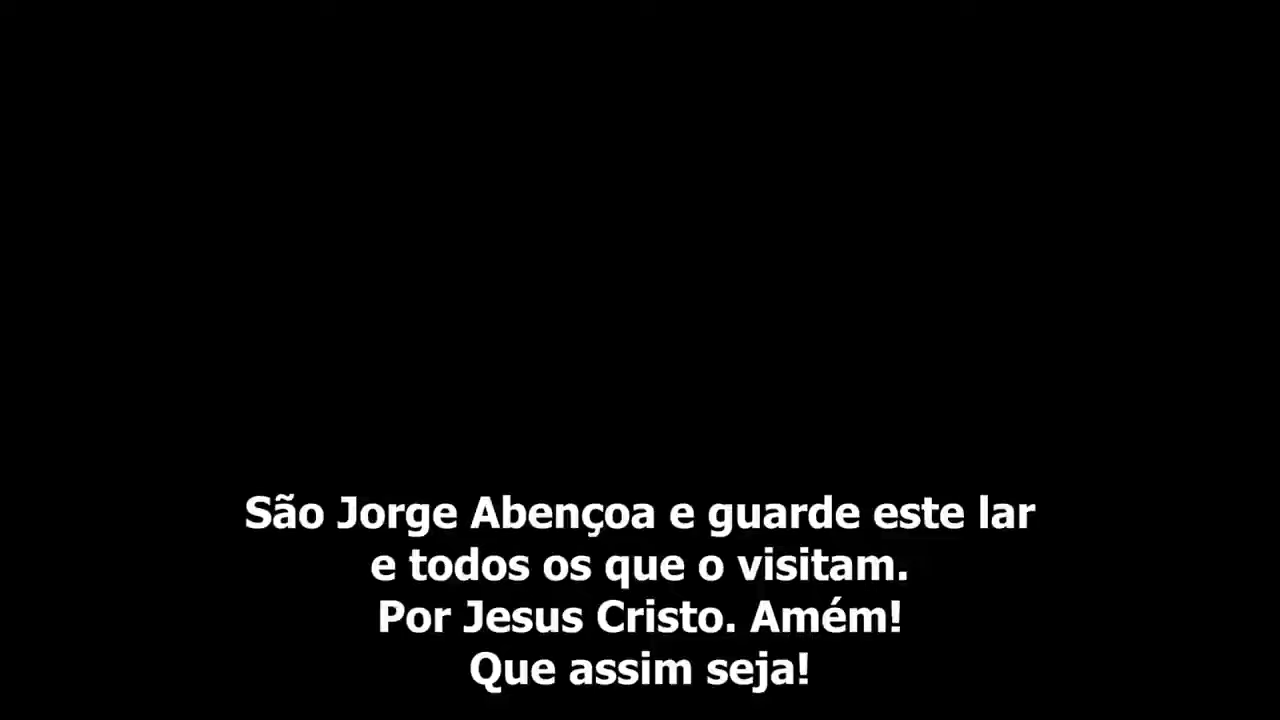 São Jorge Abençoa e guarde este lar
e todos os que o visitam.
Por Jesus Cristo. Amém!
Que assim seja!